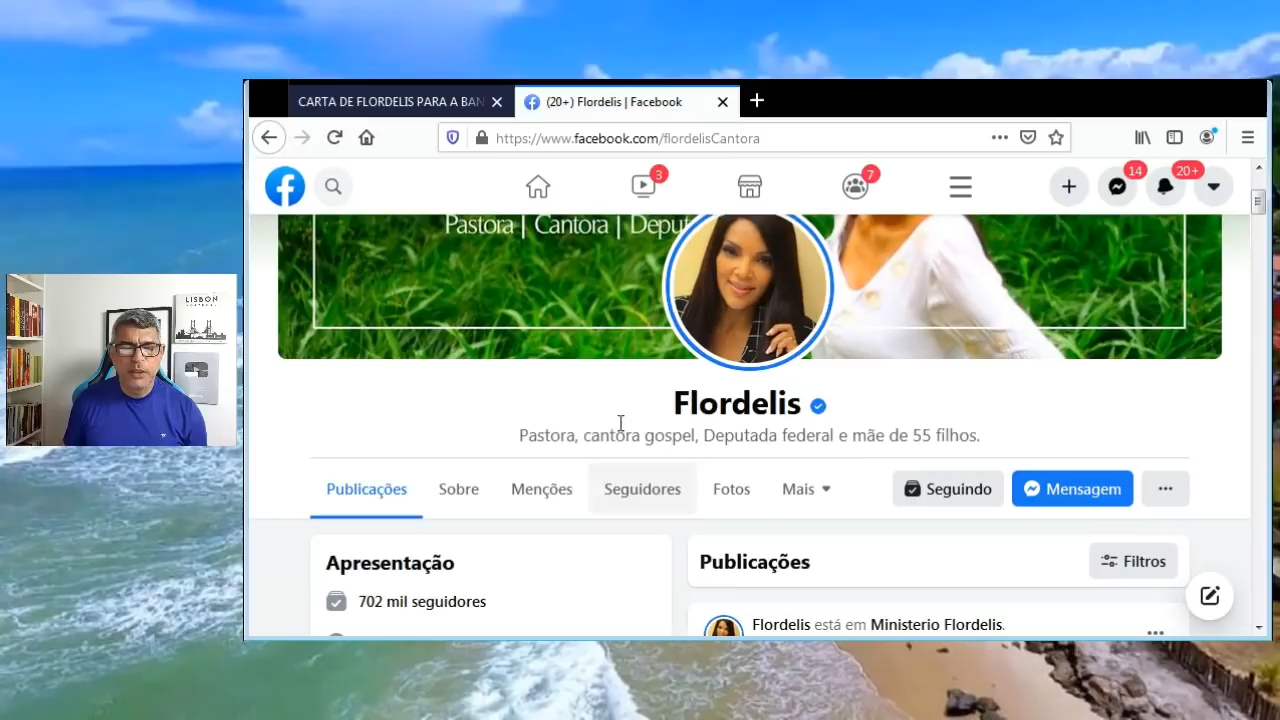 CARTA DE FLORDELIS PARA A BAN
(20+) Flordelis | Facebook
https://www.facebook.com/flordelisCantora
3
7
14
20+
Pastora | Cantora | Deput
LISBON
Flordelis
Pastora, cantora gospel, Deputada federal e mãe de 55 filhos.
Publicações Sobre Menções Seguidores Fotos Mais Seguindo Mensagem
Apresentação
Publicações
Filtros
702 mil seguidores
Flordelis está em Ministerio Flordelis.